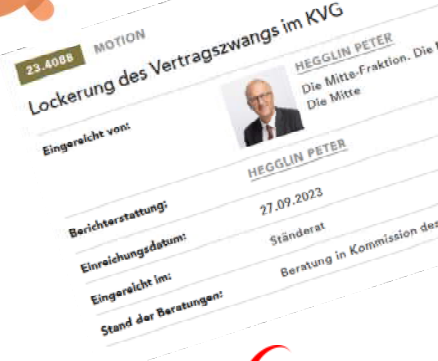 23.4088 MOTION
Lockerung des Vertragszwangs im KVG
Eingereicht von:
HEGGLIN PETER
Die Mitte-Fraktion. Die
Die Mitte
Berichterstattung:
HEGGLIN PETER
Einreichungsdatum:
27.09.2023
Eingereicht im:
Ständerat
Stand der Beratungen:
Beratung in Kommission des